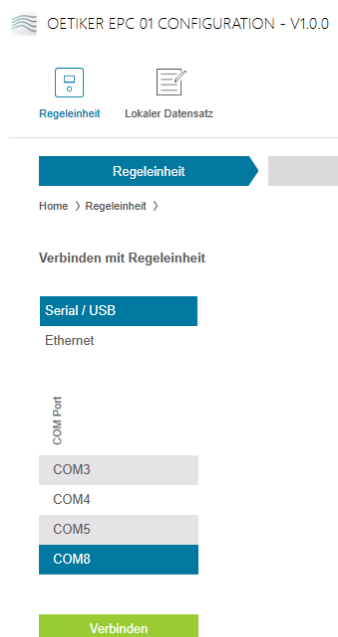 OETIKER EPC 01 CONFIGURATION - V1.0.0
Regeleinheit Lokaler Datensatz
Regeleinheit
Home > Regeleinheit >
Verbinden mit Regeleinheit
Serial / USB
Ethernet
COM Port
COM3
COM4
COM5
COM8
Verbinden